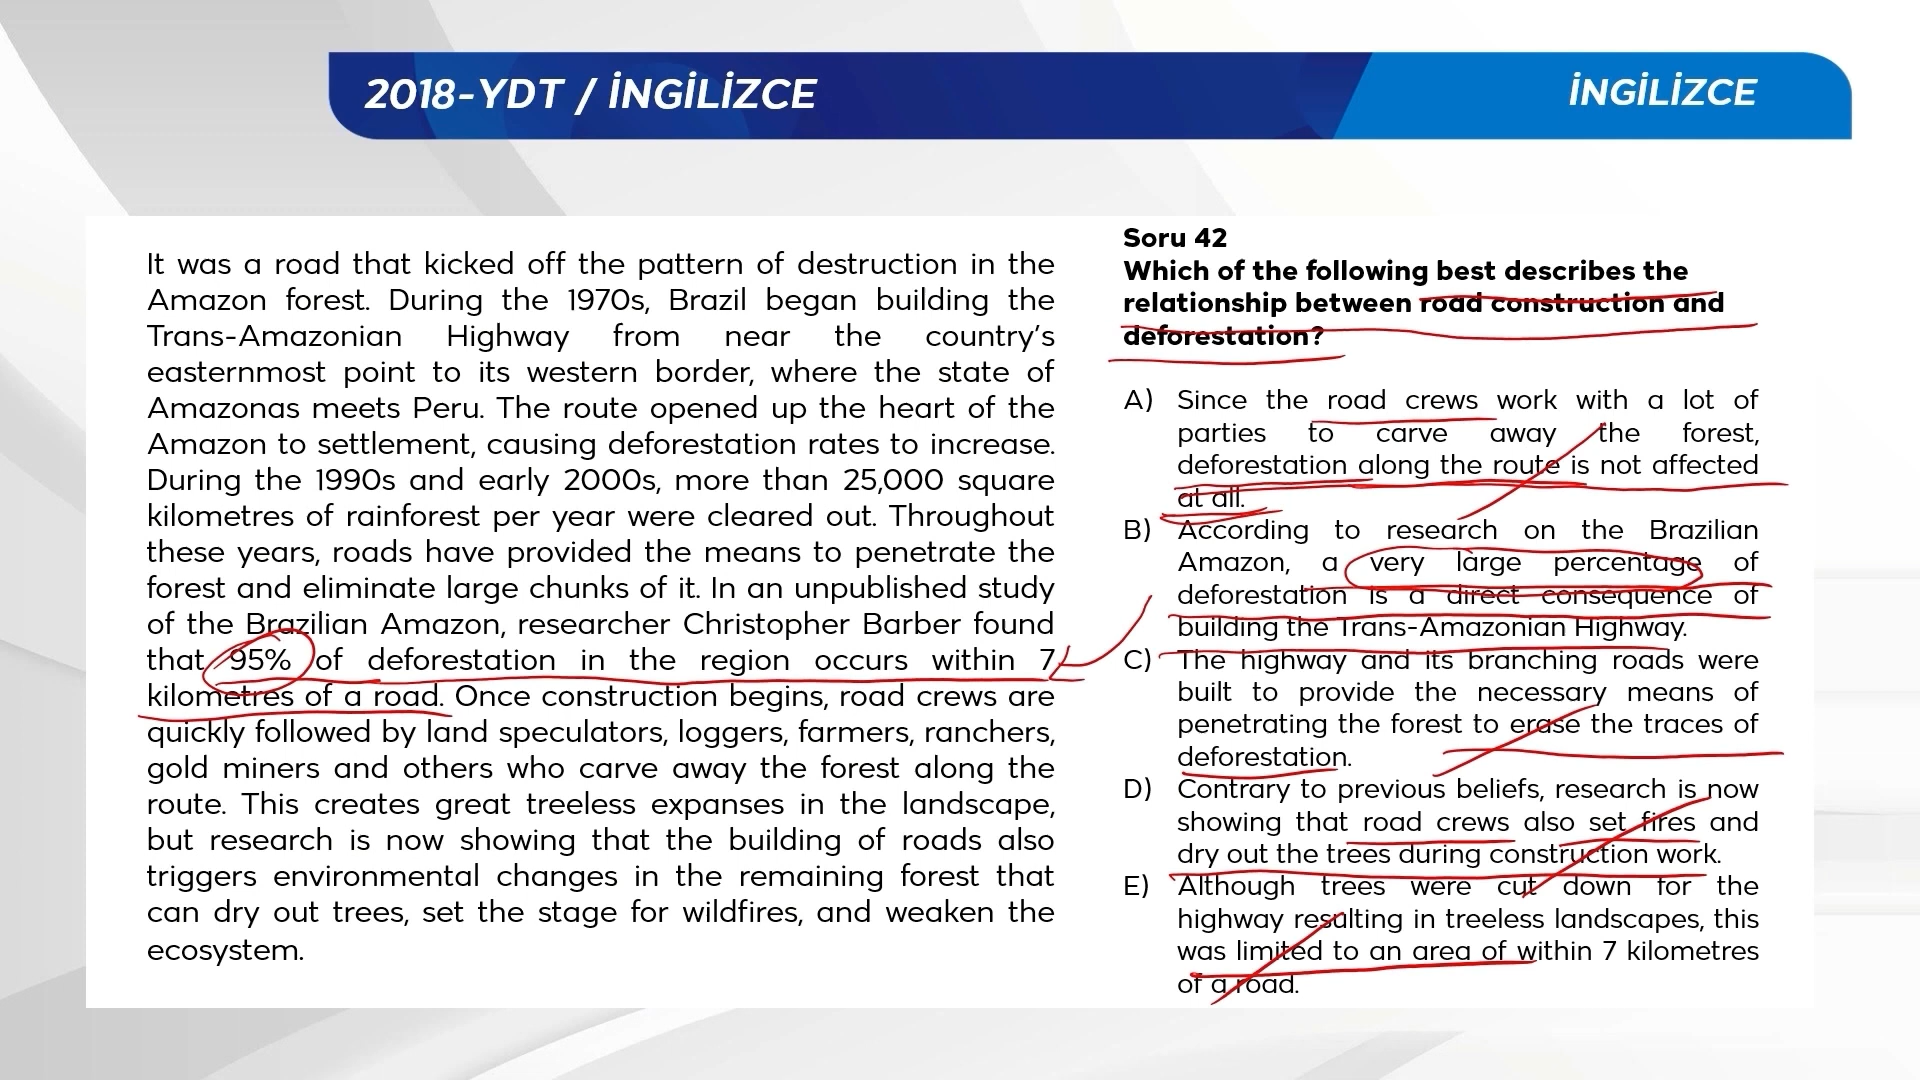 2018-YDT / İNGİLİZCE
İNGİLİZCE
It was a road that kicked off the pattern of destruction in the
Amazon forest. During the 1970s, Brazil began building the
Trans-Amazonian Highway from near the country's
easternmost point to its western border, where the state of
Amazonas meets Peru. The route opened up the heart of the
Amazon to settlement, causing deforestation rates to increase.
During the 1990s and early 2000s, more than 25,000 square
kilometres of rainforest per year were cleared out. Throughout
these years, roads have provided the means to penetrate the
forest and eliminate large chunks of it. In an unpublished study
of the Brazilian Amazon, researcher Christopher Barber found
that 95% of deforestation in the region occurs within 7
kilometres of a road. Once construction begins, road crews are
quickly followed by land speculators, loggers, farmers, ranchers,
gold miners and others who carve away the forest along the
route. This creates great treeless expanses in the landscape,
but research is now showing that the building of roads also
triggers environmental changes in the remaining forest that
can dry out trees, set the stage for wildfires, and weaken the
ecosystem.
Soru 42
Which of the following best describes the
relationship between road construction and
deforestation?
A) Since the road crews work with a lot of
parties to carve away the forest,
deforestation along the route is not affected
at all.
B) According to research on the Brazilian
Amazon, a very large percentage of
deforestation is a direct consequence of
building the Trans-Amazonian Highway.
C) The highway and its branching roads were
built to provide the necessary means of
penetrating the forest to erase the traces of
deforestation.
D) Contrary to previous beliefs, research is now
showing that road crews also set fires and
dry out the trees during construction work.
E) Although trees were cut down for the
highway resulting in treeless landscapes, this
was limited to an area of within 7 kilometres
of a road.